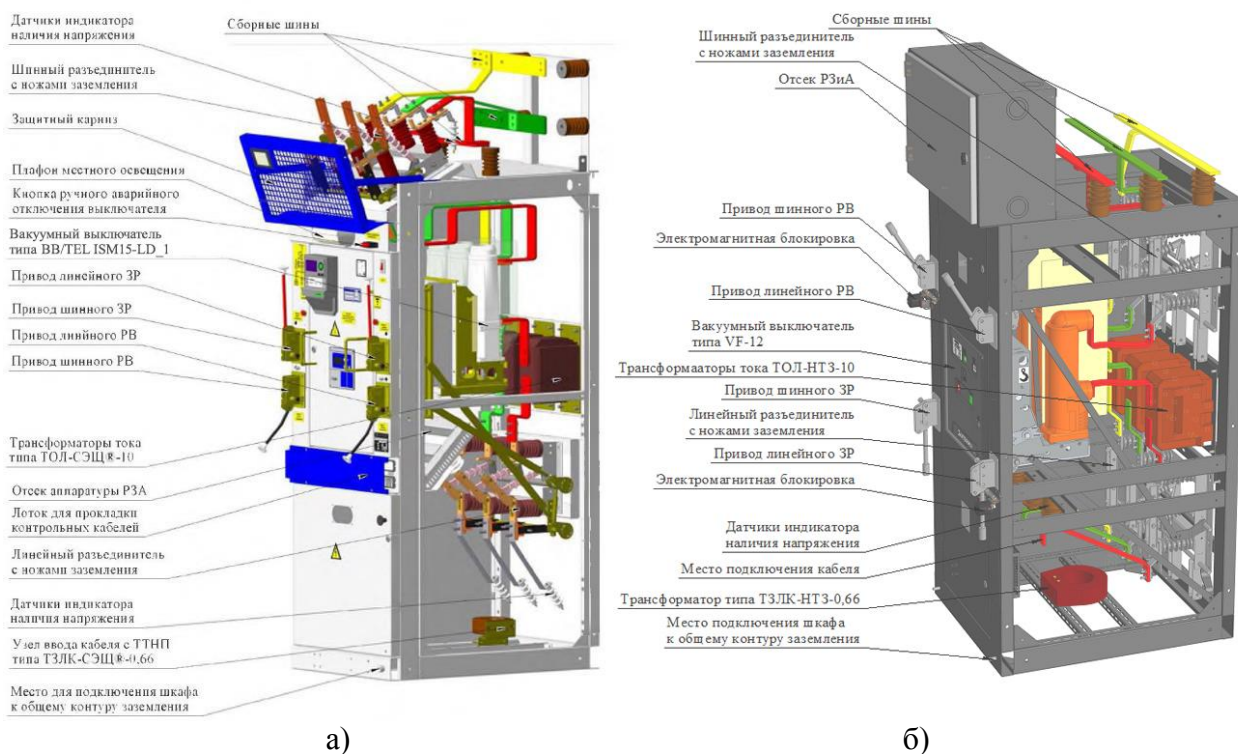 Датчики индикатора
наличия напряжения
Сборные шины
Шинный разъединитель
с ножами заземления
Защитный карниз
Плафон местного освещения
Кнопка ручного аварийного
отключения выключателя
Вакуумный выключатель
типа BB/TEL ISM15-LD_1
Привод линейного ЗР
Привод шинного ЗР
Привод линйного РВ
Привод шинного РВ
Трансформаторы тока
типа ТОЛ-СЭЩ®-10
Отсек аппаратуры РЗА
Лоток для прокладки
контрольных кабелей
Линейный разъединитель
с ножами заземления
Датчики индикатора
наличия напряжения
Узел ввода кабеля с ТТНП
типа ТЗЛК-СЭЩ®-0,66
Место для подключения шкафа
к общему контуру заземления
а)
Сборные шины
Шинный разъединитель
с ножами заземления
Отсек РЗиА
Привод шинного РВ
Электромагнитная блокировка
Привод линейного РВ
Вакуумный выключатель
типа VF-12
Трансформааторы тока ТОЛ-НТЗ-10
Привод шинного ЗР
Линейный разъединитель
с ножами заземления
Привод линейного ЗР
Электромагнитная блокировка
Датчики индикатора
наличия напряжения
Место подключения кабеля
Трансформатор типа ТЗЛК-НТЗ-0,66
Место подключения шкафа
к общему контуру заземления
б)